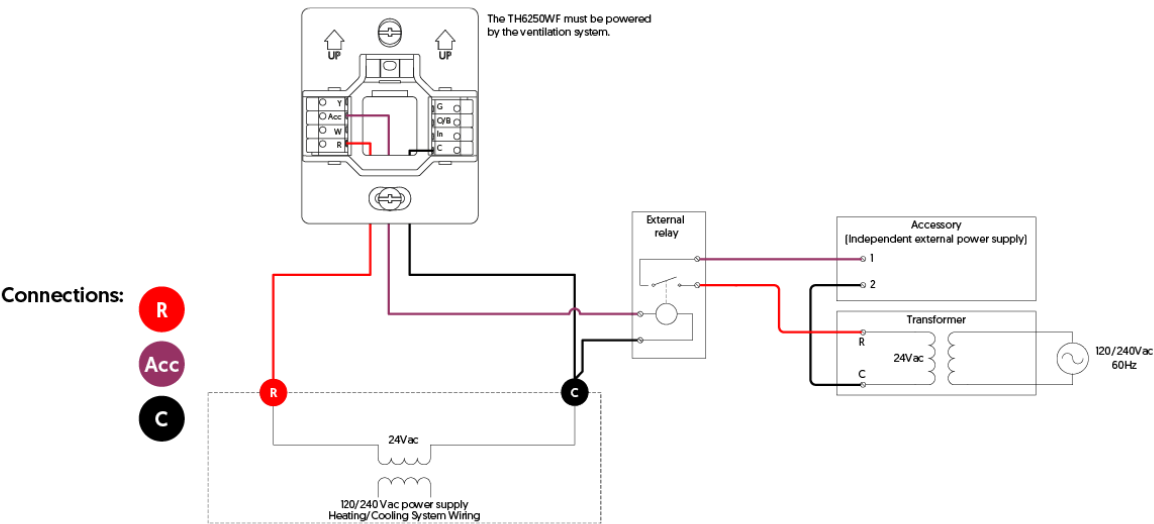 The TH6250WF must be powered
by the ventilation system.
UP
UP
Y
Acc
W
R
G
O/B
In
C
External
relay
Accessory
(Independent external power supply)
1
2
Connections:
R
Acc
C
Transformer
R
24Vac
C
120/240Vac
60Hz
R
C
24Vac
120/240 Vac power supply
Heating/Cooling System Wiring